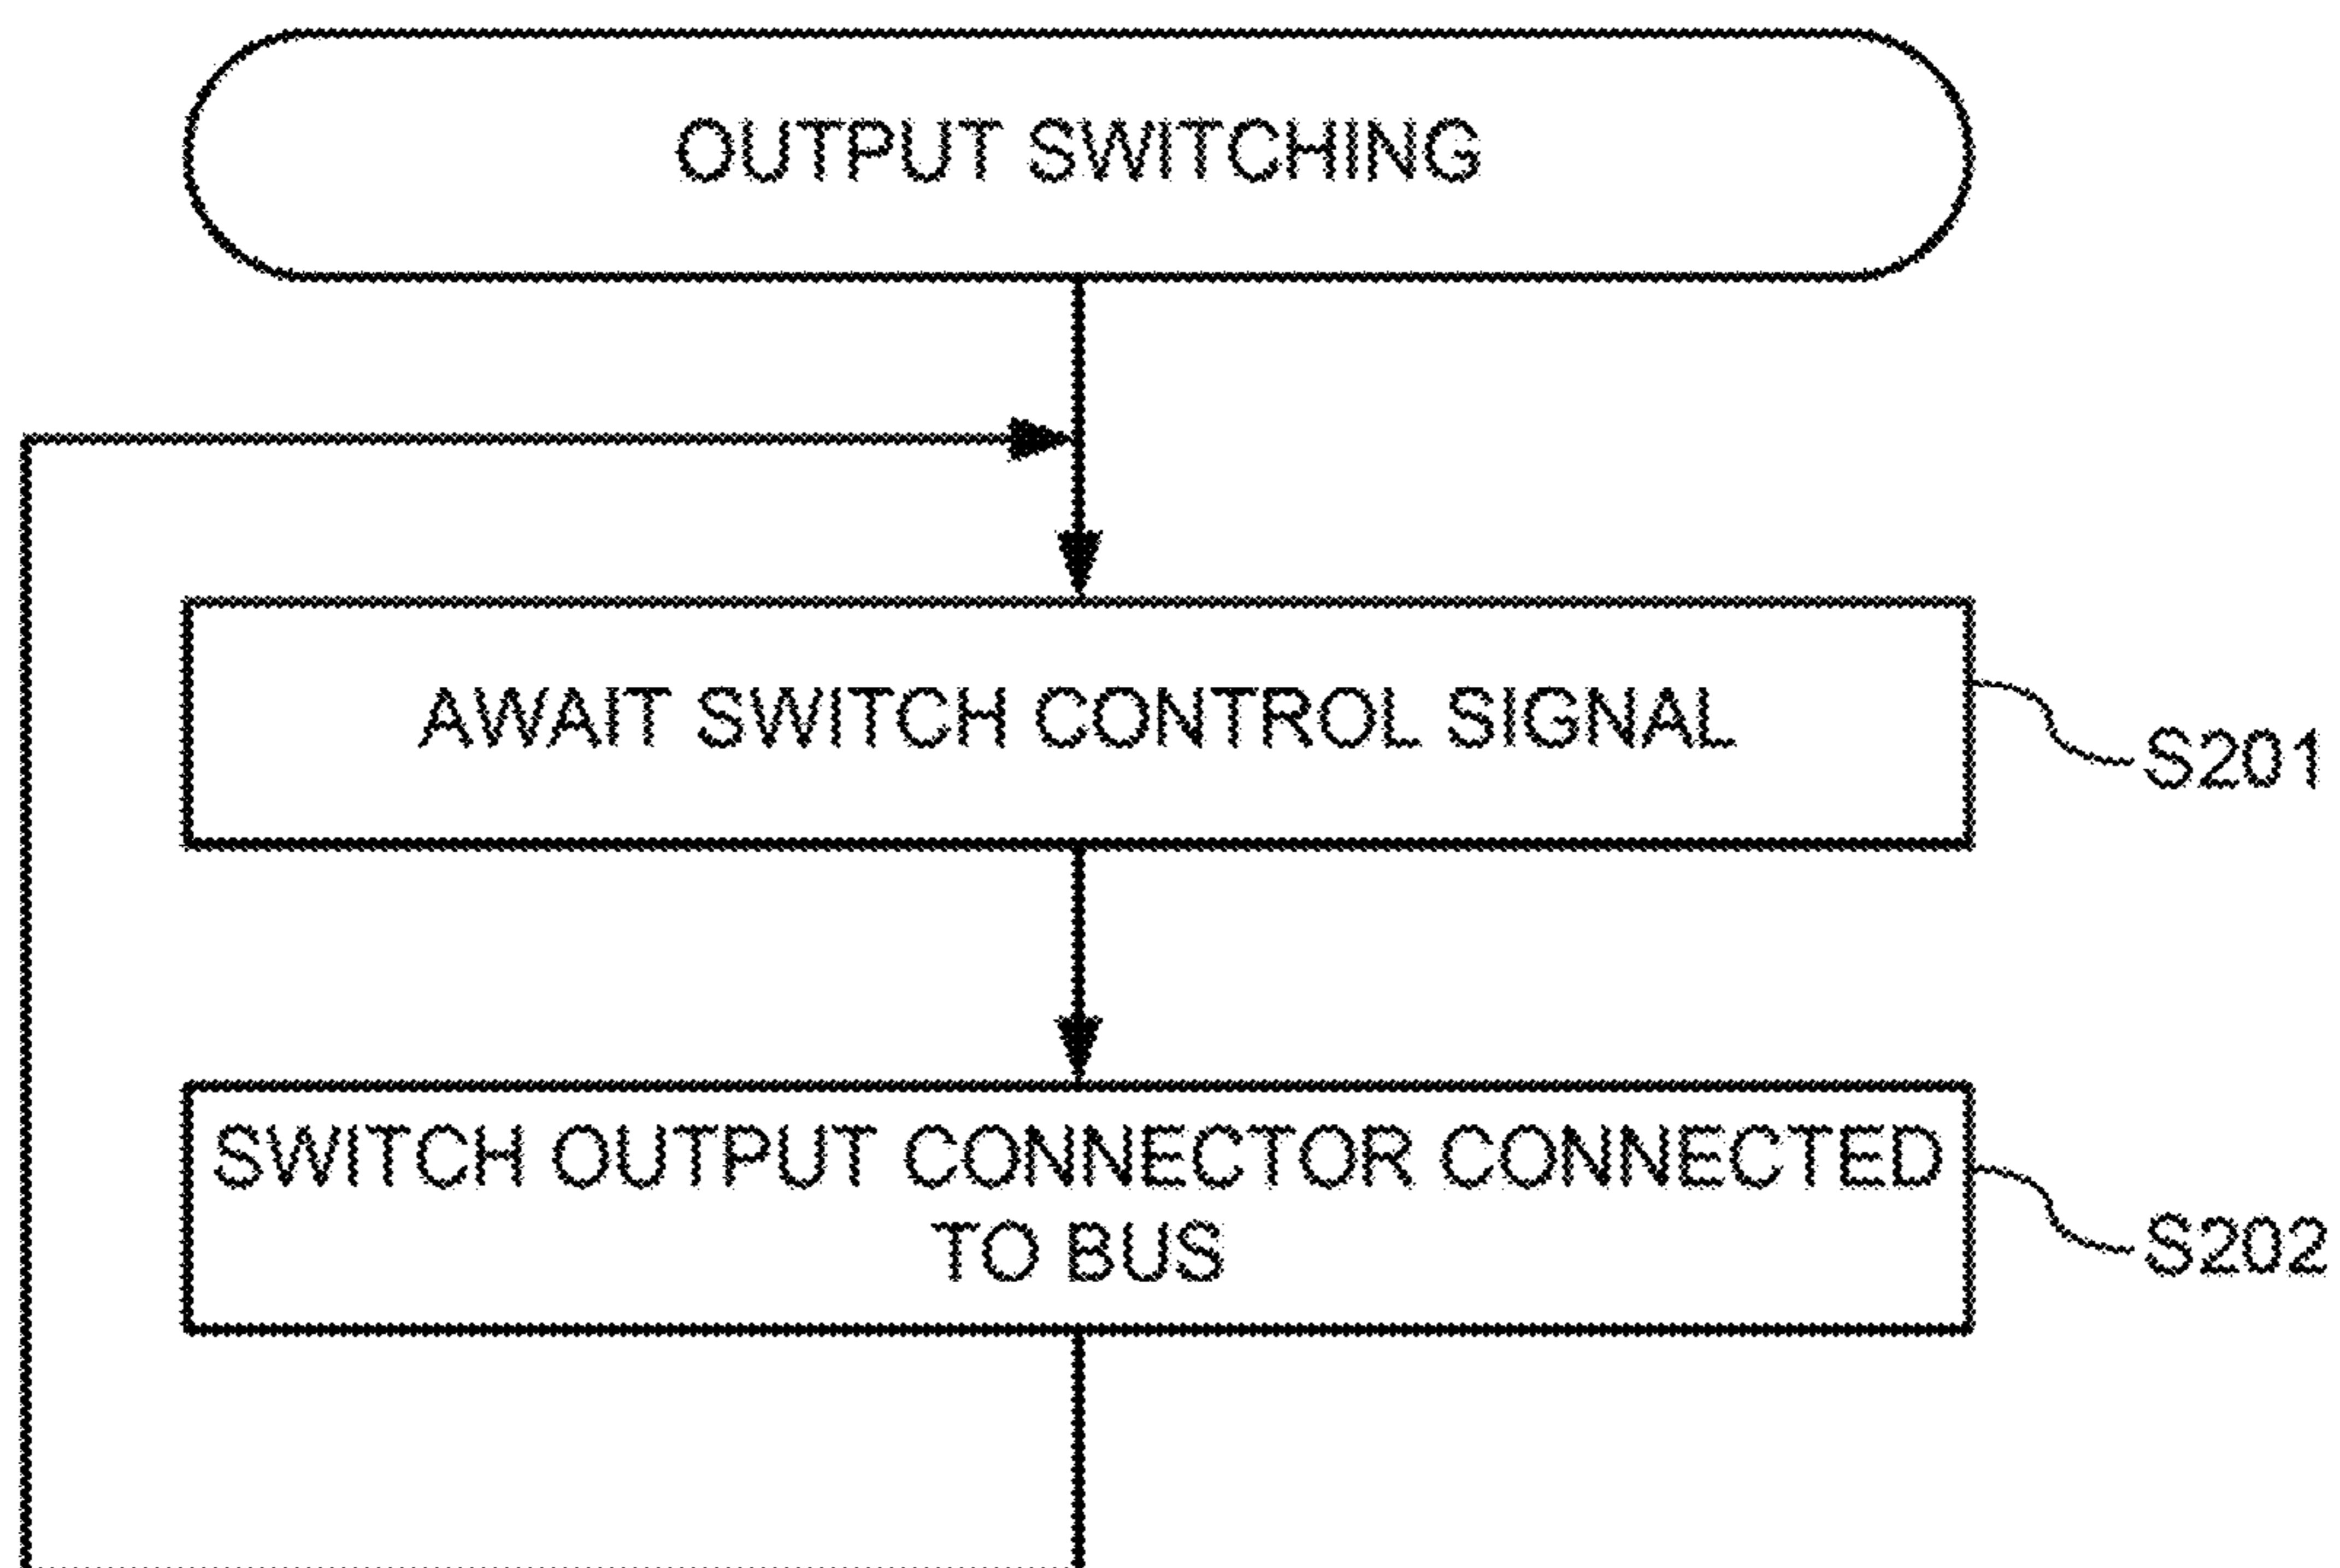 OUTPUT SWITCHING
AWAIT SWITCH CONTROL SIGNAL
S201
SWITCH OUTPUT CONNECTOR CONNECTED
TO BUS
S202